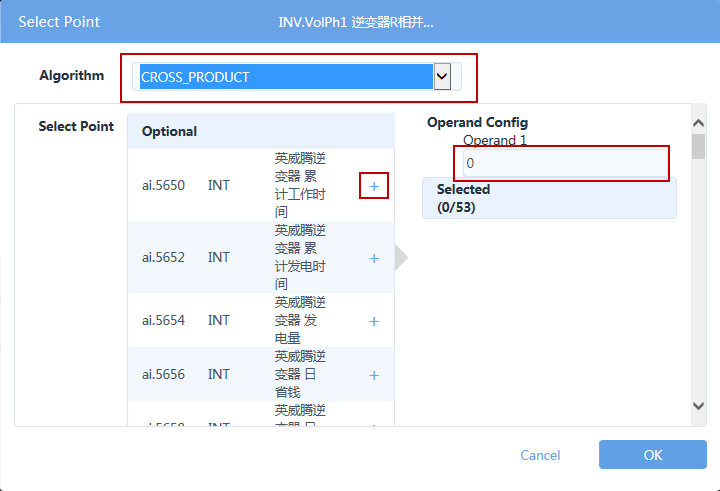 Select Point
INV.VolPh1 逆变器R相并...
Algorithm
CROSS_PRODUCT
Select Point
Optional
ai.5650 INT 英威腾逆
变器 累
计工作时
间
+
ai.5652 INT 英威腾逆
变器 累
计发电时
间
+
ai.5654 INT 英威腾逆
变器 发
电量
+
ai.5656 INT 英威腾逆
变器 日
省钱
+
ai.5658 INT 英威腾逆
变器 日
+
Operand Config
Operand 1
0
Selected
(0/53)
Cancel
OK